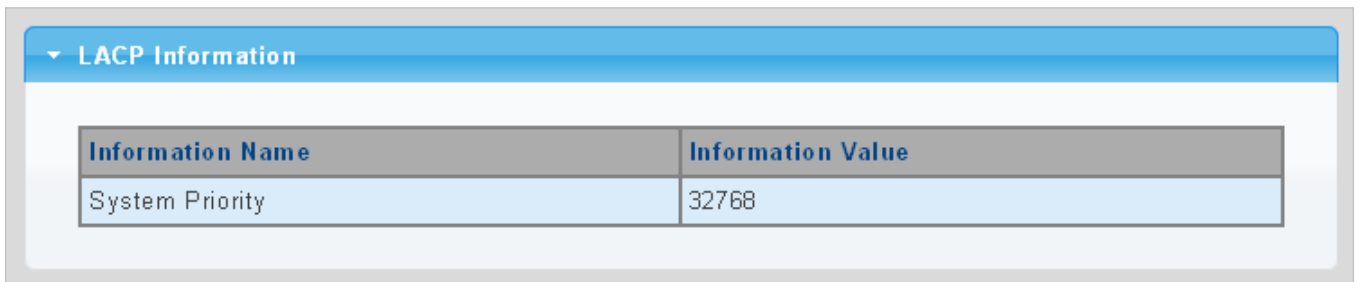 LACP Information
Information Name Information Value
System Priority 32768